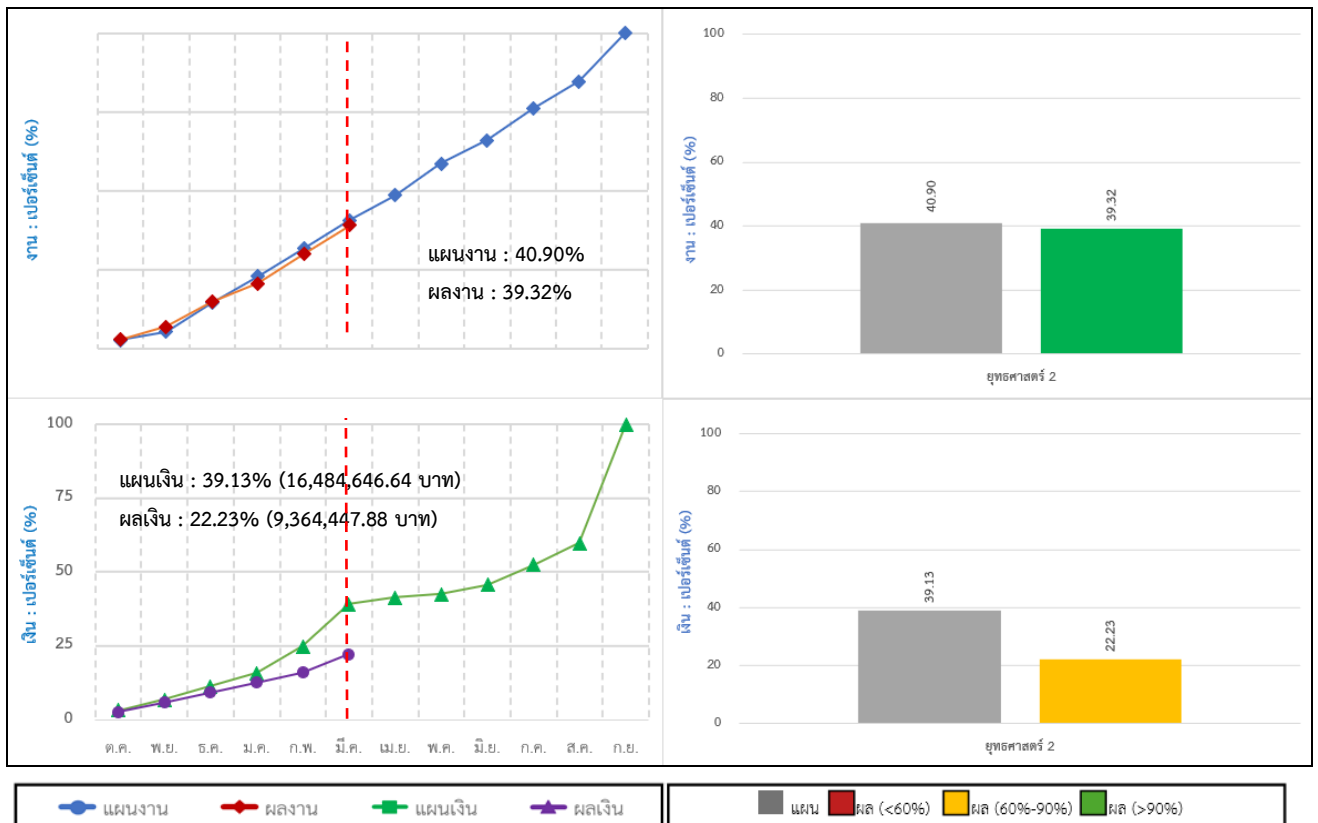 งาน : เปอร์เซ็นต์ (%)
แผนงาน : 40.90%
ผลงาน : 39.32%
100
80
60
40
20
0
งาน : เปอร์เซ็นต์ (%)
40.90
39.32
ยุทธศาสตร์ 2
100
75
50
25
0
เงิน : เปอร์เซ็นต์ (%)
แผนเงิน : 39.13% (16,484,646.64 บาท)
ผลเงิน : 22.23% (9,364,447.88 บาท)
ต.ค. พ.ย. ธ.ค. ม.ค. ก.พ. มี.ค. เม.ย. พ.ค. มิ.ย. ก.ค. ส.ค. ก.ย.
100
80
60
40
20
0
เงิน : เปอร์เซ็นต์ (%)
39.13
22.23
ยุทธศาสตร์ 2
แผนงาน ผลงาน แผนเงิน ผลเงิน
แผน ผล (<60%) ผล (60%-90%) ผล (>90%)